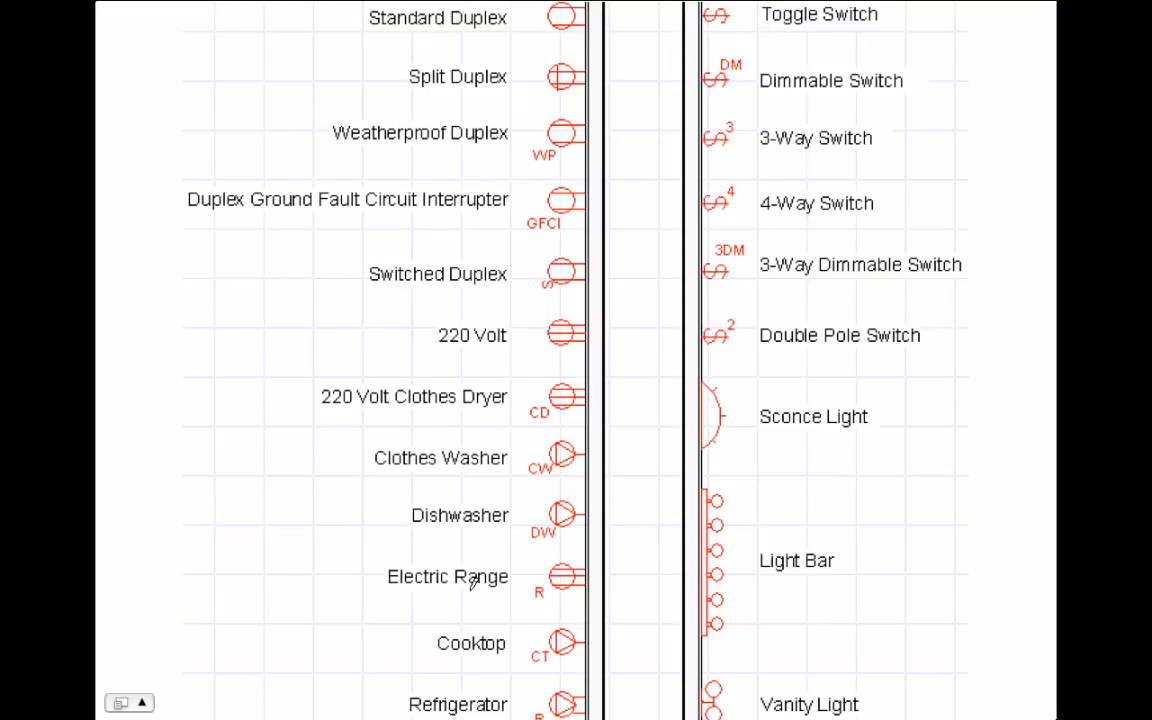 Standard Duplex
Toggle Switch
DM
Split Duplex
Dimmable Switch
3
Weatherproof Duplex
WP
3-Way Switch
4
Duplex Ground Fault Circuit Interrupter
GFCI
4-Way Switch
3DM
Switched Duplex
S
3-Way Dimmable Switch
2
220 Volt
Double Pole Switch
220 Volt Clothes Dryer
CD
Sconce Light
Clothes Washer
CW
Dishwasher
DW
Light Bar
Electric Range
R
Cooktop
CT
Refrigerator
R
Vanity Light